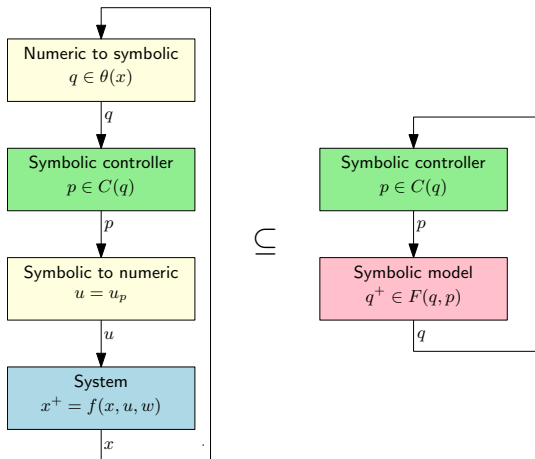 Numeric to symbolic
q ∈ θ(x)
q
Symbolic controller
p ∈ C(q)
p
Symbolic to numeric
u = u_p
u
System
x⁺ = f(x, u, w)
x
⊆
Symbolic controller
p ∈ C(q)
p
Symbolic model
q⁺ ∈ F(q, p)
q